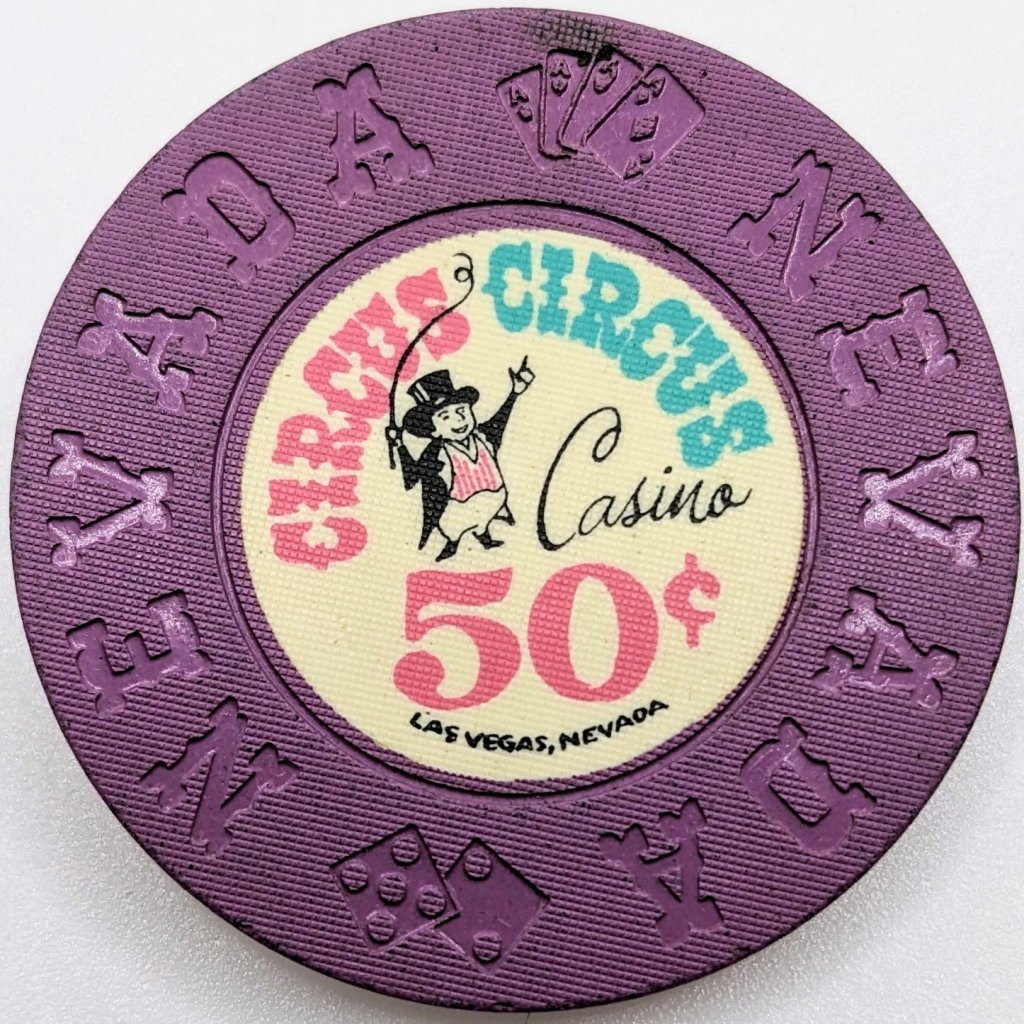 NEVADA
NEVADA
CIRCUS CIRCUS
Casino
50¢
LAS VEGAS, NEVADA